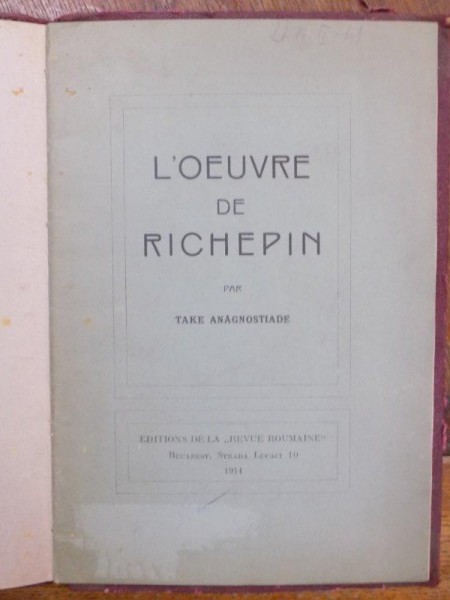 L'OEUVRE
DE
RICHEPIN
PAR
TAKE ANAGNOSTIADE
EDITIONS DE LA „REVUE ROUMAINE"
BUCAREST, STRADA LUCACI 10
1914